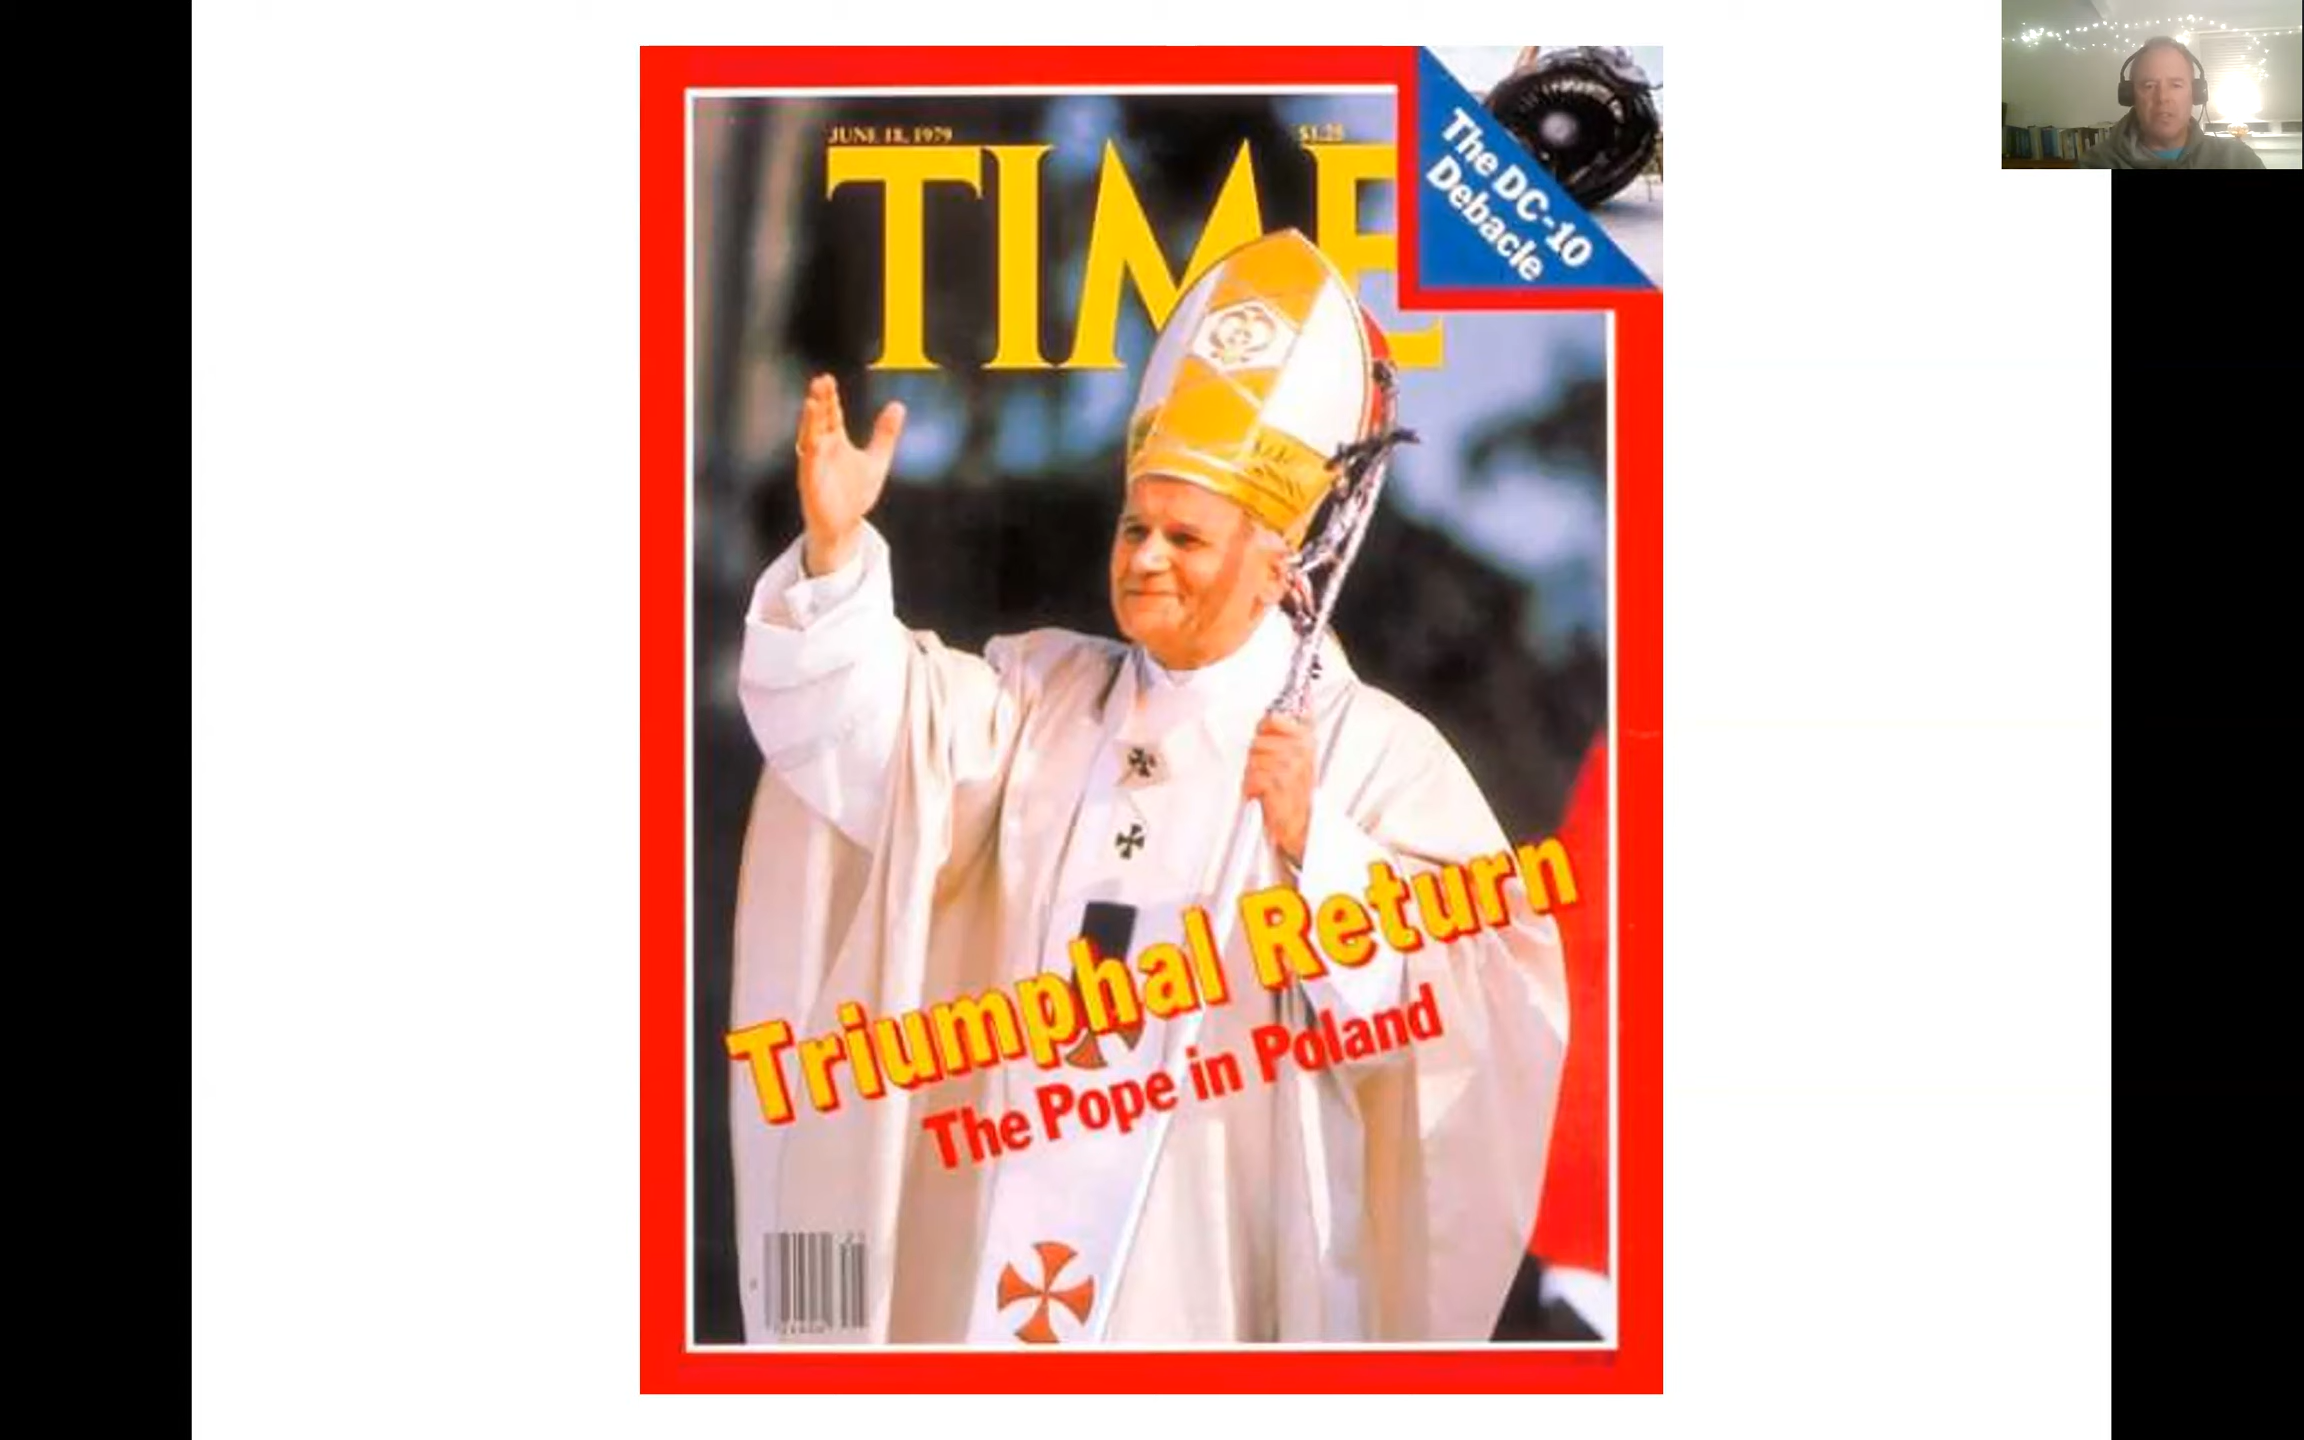 JUNE 18, 1979
$1.25
TIME
The DC-10
Debacle
Triumphal Return
The Pope in Poland